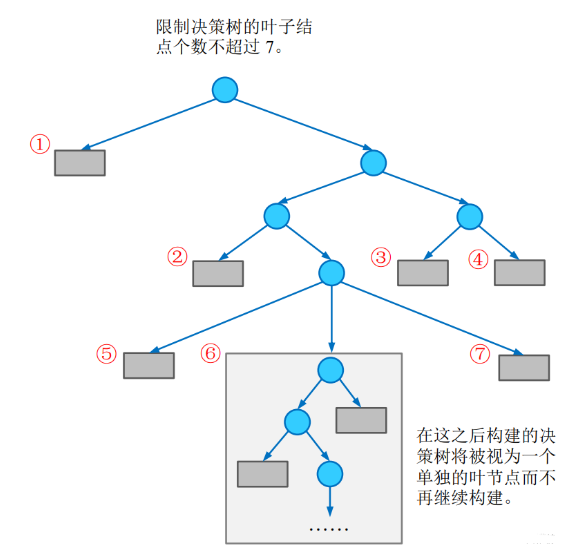 限制决策树的叶子结
点个数不超过 7。
①
②
③
④
⑤
⑥
⑦
在这之后构建的决
策树将被视为一个
单独的叶节点而不
再继续构建。
……